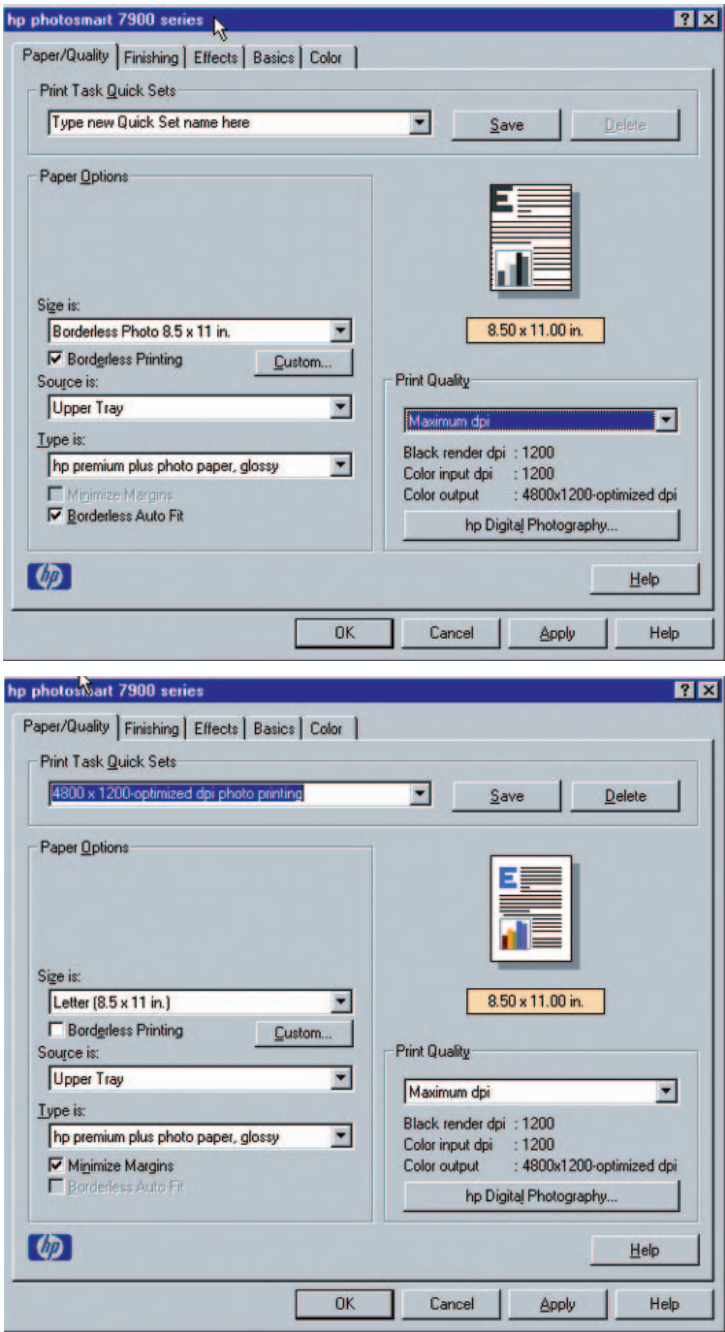 hp photosmart 7900 series
Paper/Quality Finishing Effects Basics Color
Print Task Quick Sets
Type new Quick Set name here Save Delete
Paper Options
E
Size is:
Borderless Photo 8.5 x 11 in.
8.50 x 11.00 in.
Borderless Printing Custom...
Source is:
Print Quality
Upper Tray
Maximum dpi
Type is:
Black render dpi : 1200
hp premium plus photo paper, glossy
Color input dpi : 1200
Minimize Margins
Color output : 4800x1200-optimized dpi
Borderless Auto Fit
hp Digital Photography...
hp
Help
OK Cancel Apply Help
hp photosmart 7900 series
Paper/Quality Finishing Effects Basics Color
Print Task Quick Sets
4800 x 1200-optimized dpi photo printing Save Delete
Paper Options
E
Size is:
Letter (8.5 x 11 in.)
8.50 x 11.00 in.
Borderless Printing Custom...
Source is:
Print Quality
Upper Tray
Maximum dpi
Type is:
Black render dpi : 1200
hp premium plus photo paper, glossy
Color input dpi : 1200
Minimize Margins
Color output : 4800x1200-optimized dpi
Borderless Auto Fit
hp Digital Photography...
hp
Help
OK Cancel Apply Help